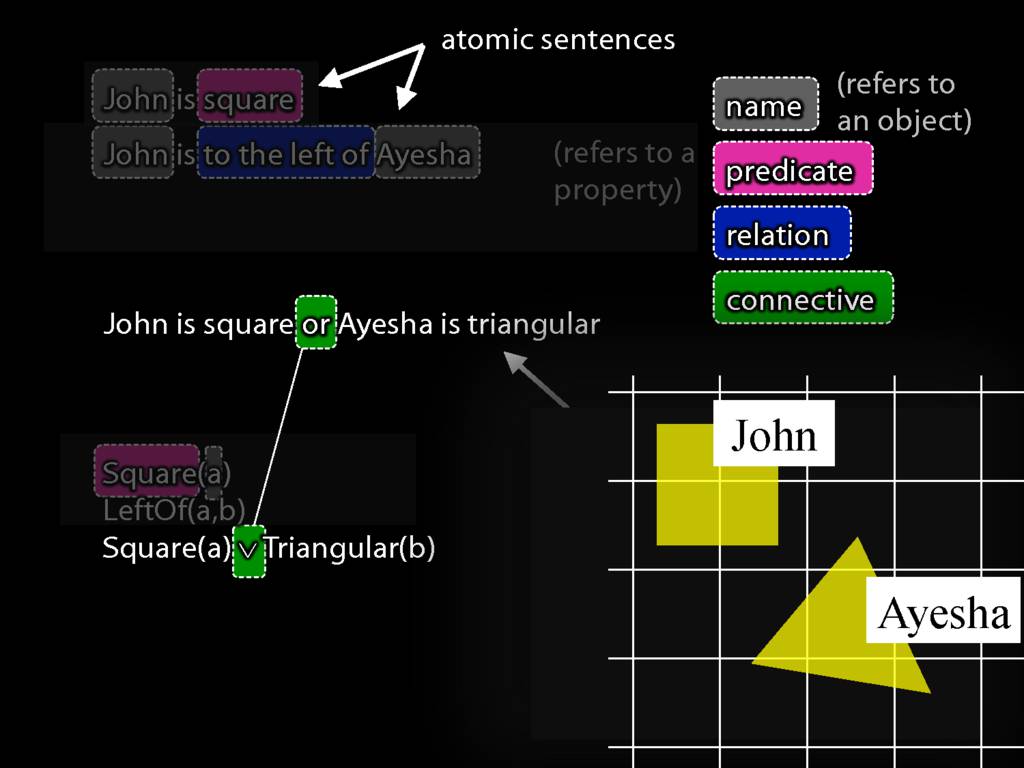 atomic sentences
John is square
John is to the left of Ayesha
name
(refers to
an object)
(refers to a
property)
predicate
relation
connective
John is square or Ayesha is triangular
John
Square(a)
LeftOf(a,b)
Square(a) ∨ Triangular(b)
Ayesha